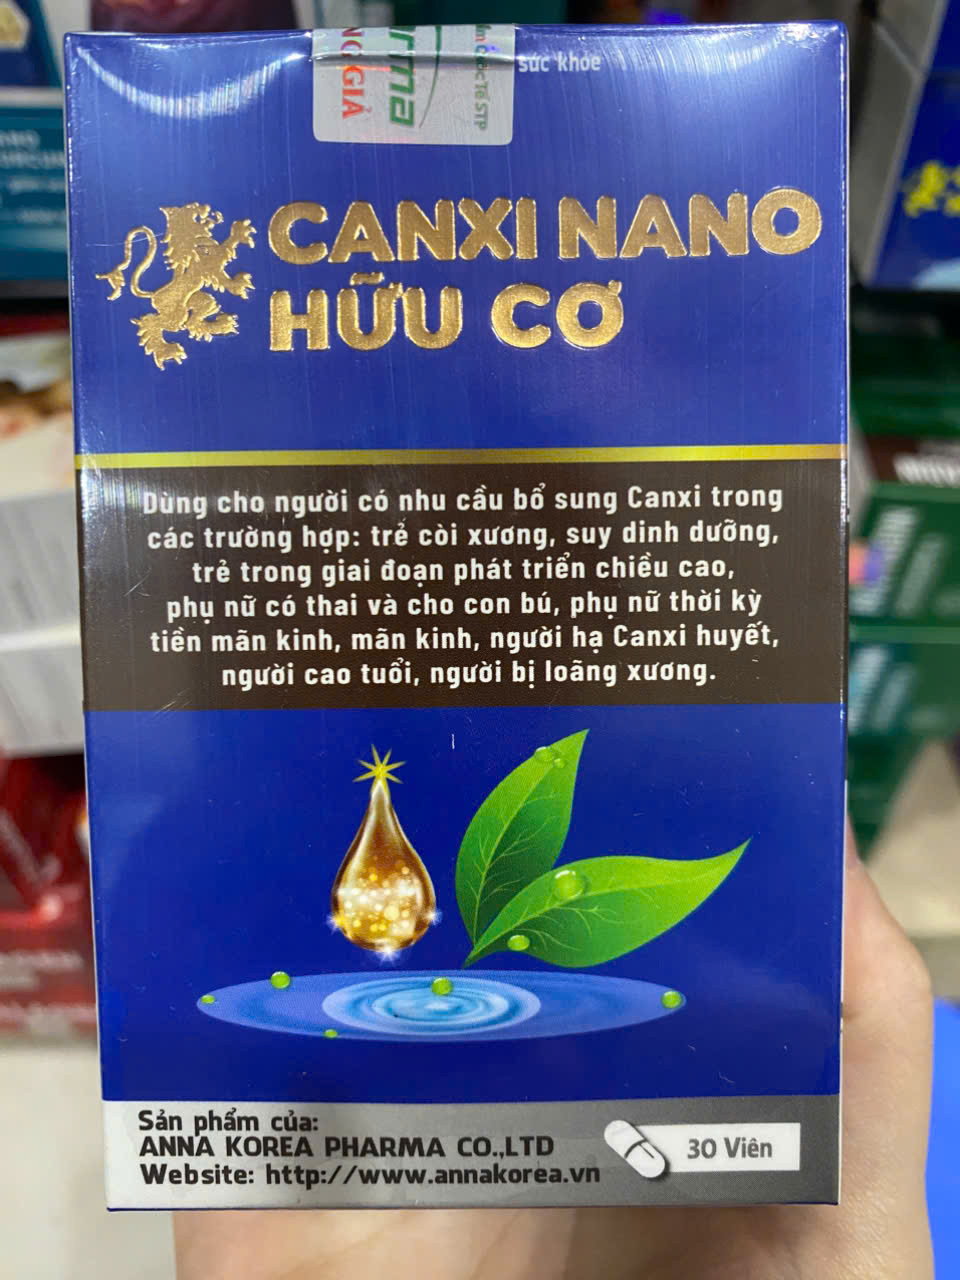 sức khỏe
NG GIẢ
CANXI NANO
HỮU CƠ
Dùng cho người có nhu cầu bổ sung Canxi trong
các trường hợp: trẻ còi xương, suy dinh dưỡng,
trẻ trong giai đoạn phát triển chiều cao,
phụ nữ có thai và cho con bú, phụ nữ thời kỳ
tiền mãn kinh, mãn kinh, người hạ Canxi huyết,
người cao tuổi, người bị loãng xương.
Sản phẩm của:
ANNA KOREA PHARMA CO.,LTD
Website: http://www.annakorea.vn
30 Viên